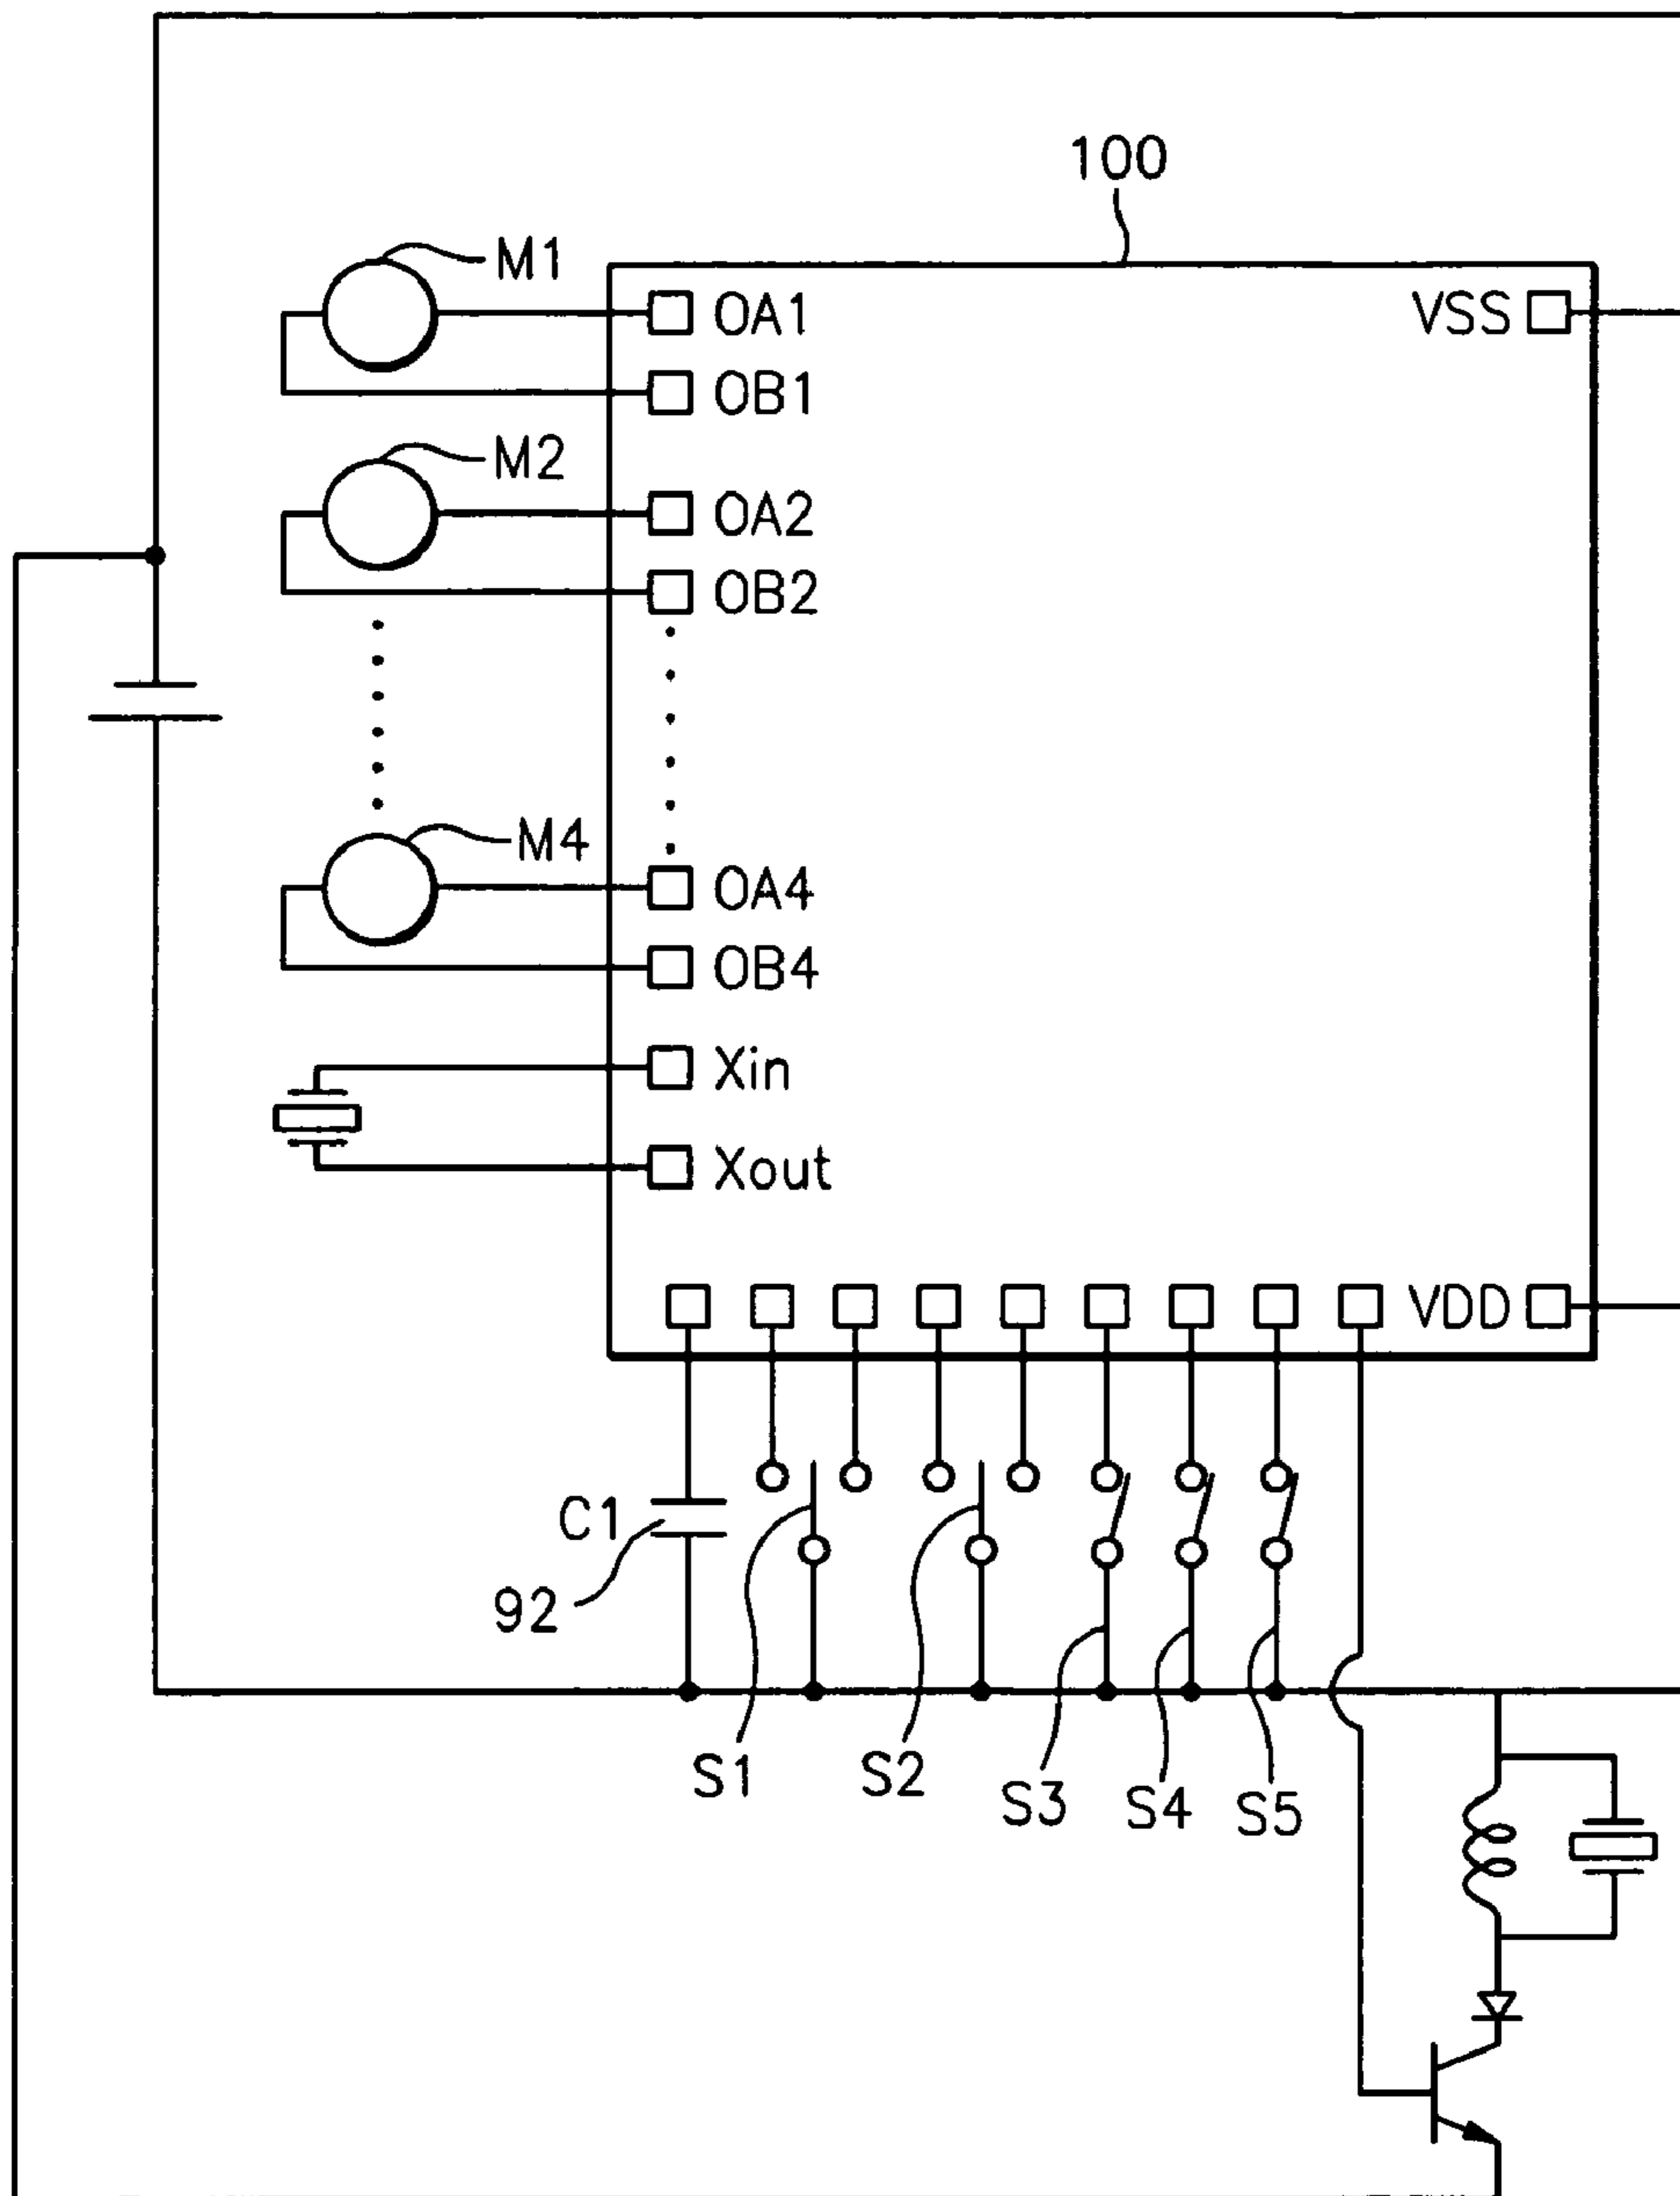 100
M1
OA1
VSS
OB1
M2
OA2
OB2
M4
OA4
OB4
Xin
Xout
VDD
C1
92
S1
S2
S3
S4
S5